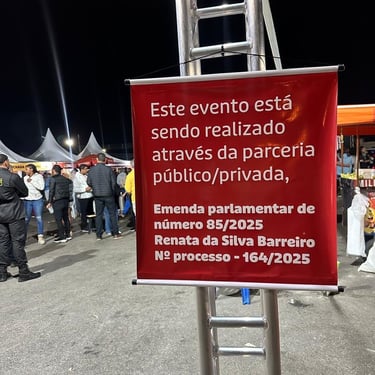 Este evento está
sendo realizado
através da parceria
público/privada,
Emenda parlamentar de
número 85/2025
Renata da Silva Barreiro
Nº processo - 164/2025